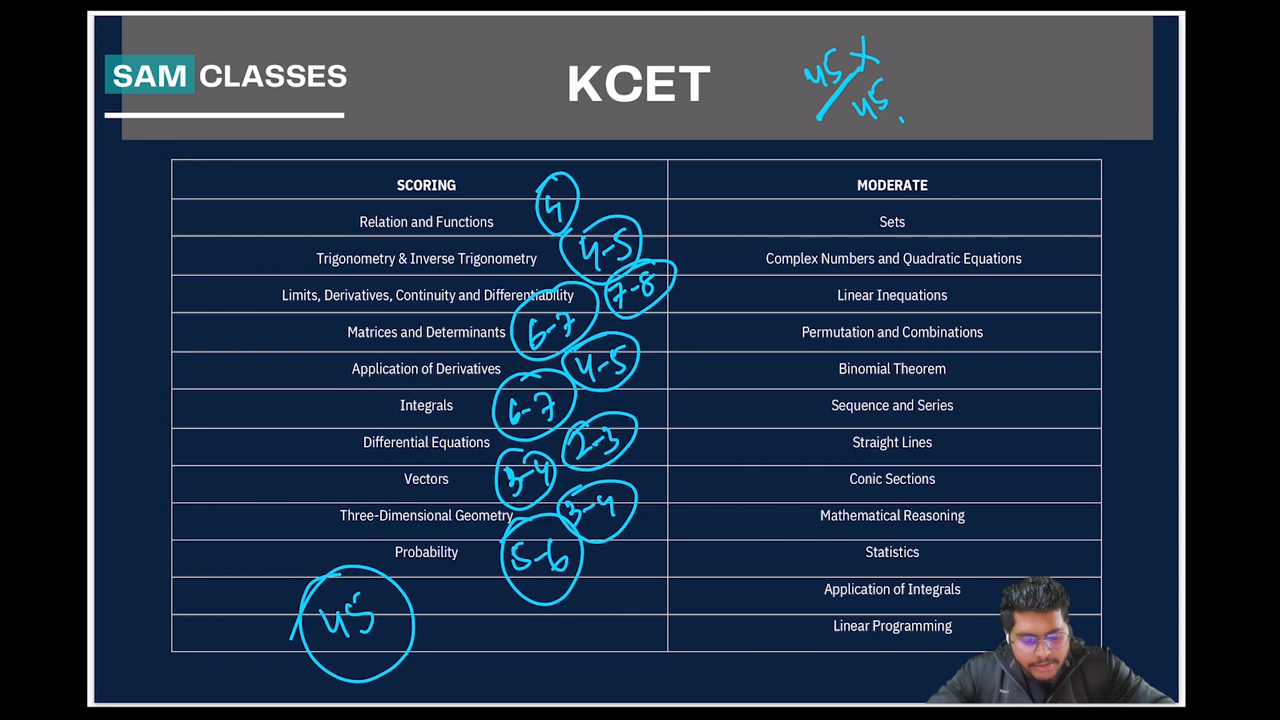 SAM CLASSES
KCET
45+
45.
SCORING MODERATE
Relation and Functions 4 Sets
Trigonometry & Inverse Trigonometry 4-5 Complex Numbers and Quadratic Equations
Limits, Derivatives, Continuity and Differentiability 7-8 Linear Inequations
Matrices and Determinants 6-7 Permutation and Combinations
Application of Derivatives 4-5 Binomial Theorem
Integrals 6-7 Sequence and Series
Differential Equations 2-3 Straight Lines
Vectors 3-4 Conic Sections
Three-Dimensional Geometry 3-4 Mathematical Reasoning
Probability 5-6 Statistics
Application of Integrals
45 Linear Programming